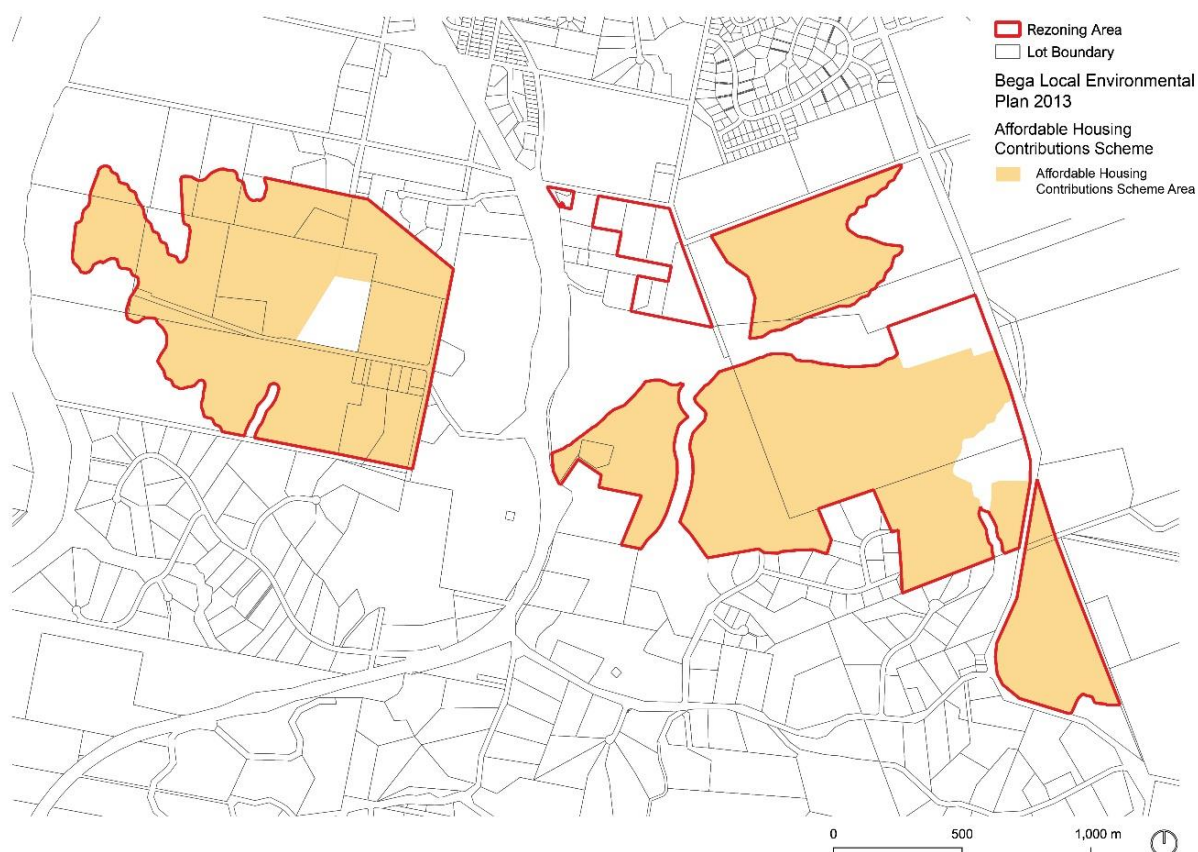 Rezoning Area
Lot Boundary
Bega Local Environmental
Plan 2013
Affordable Housing
Contributions Scheme
Affordable Housing
Contributions Scheme Area
0 500 1,000 m